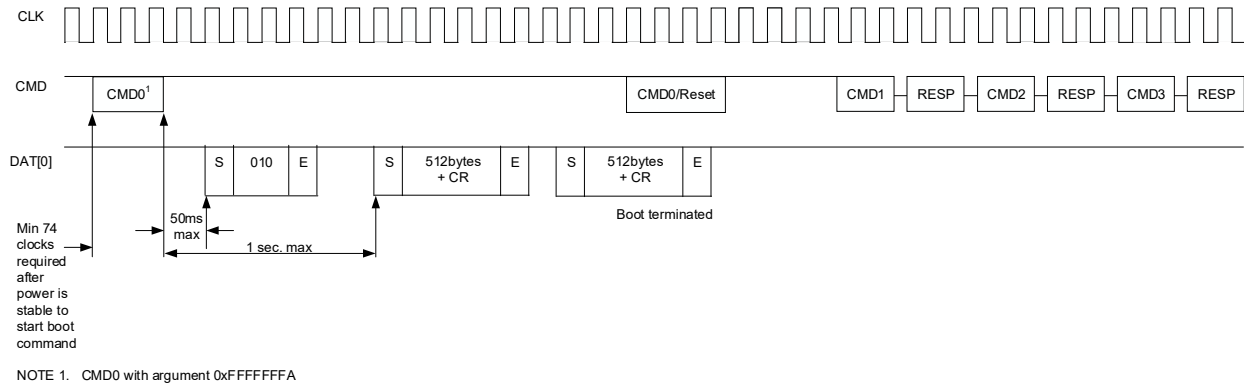 CLK
CMD
CMD0¹
CMD0/Reset
CMD1
RESP
CMD2
RESP
CMD3
RESP
DAT[0]
S
010
E
S
512bytes
+ CR
E
S
512bytes
+ CR
E
Boot terminated
50ms
max
1 sec. max
Min 74
clocks
required
after
power is
stable to
start boot
command
NOTE 1. CMD0 with argument 0xFFFFFFFA